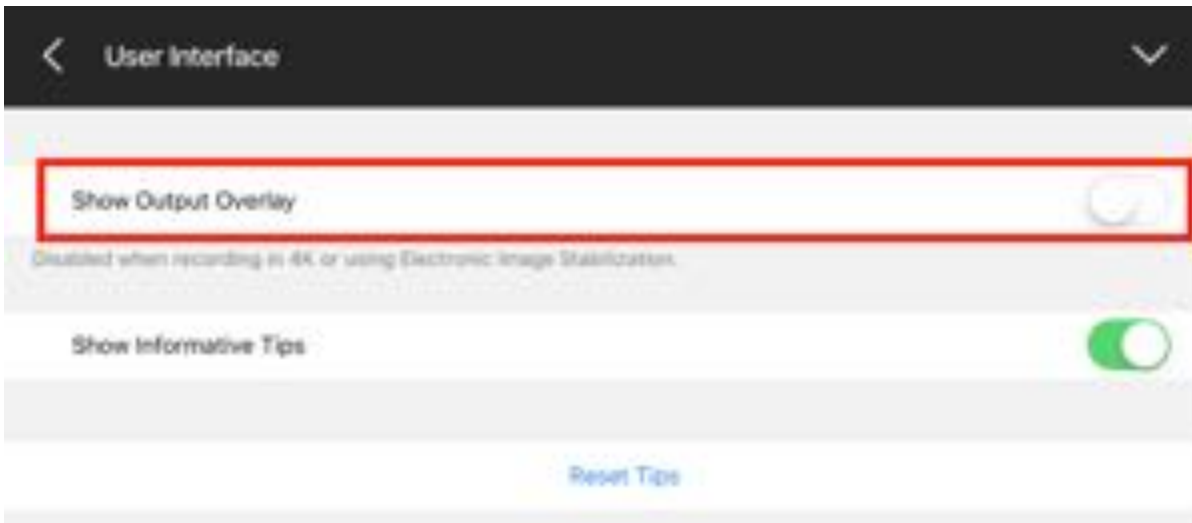 User Interface
Show Output Overlay
Disabled when recording in 4K or using Electronic Image Stabilization.
Show Informative Tips
Reset Tips